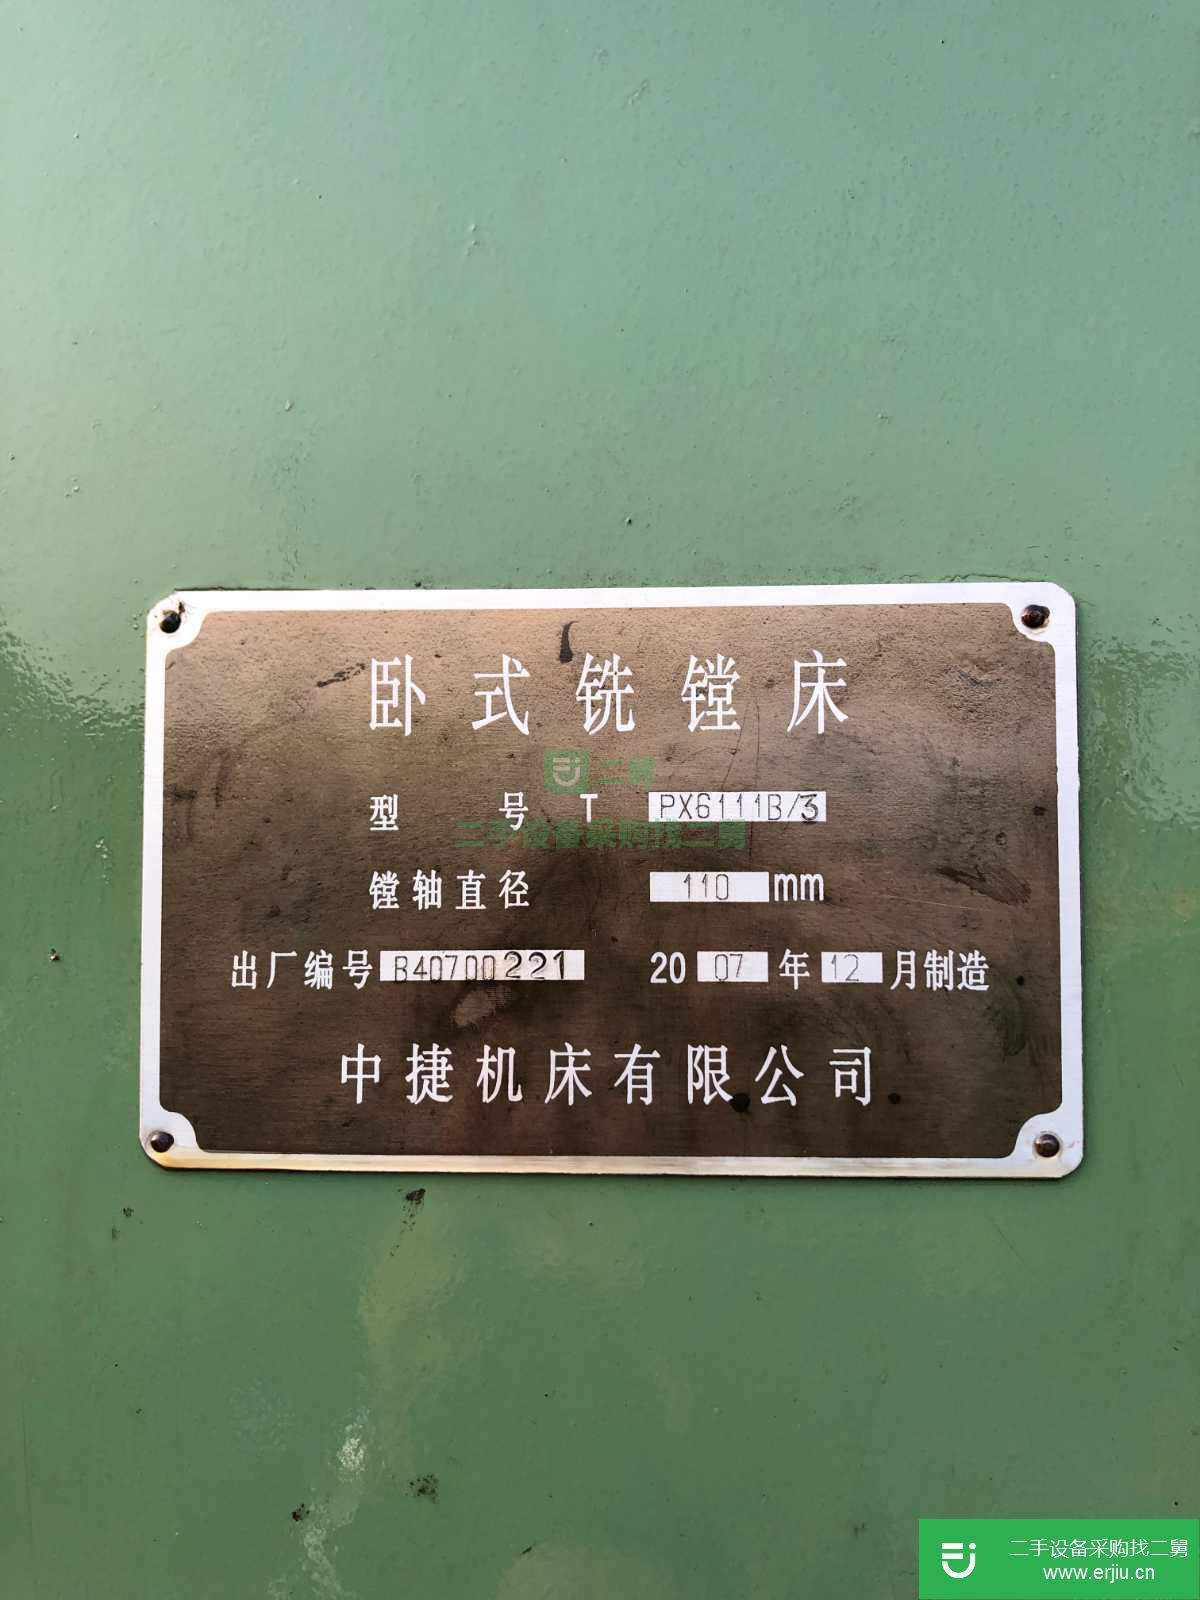 卧式铣镗床
二舅
型 号 T PX6111B/3
二手设备采购找二舅
镗轴直径 110 mm
出厂编号 B40700221 2007年12月制造
中捷机床有限公司
二手设备采购找二舅
www.erjiu.cn